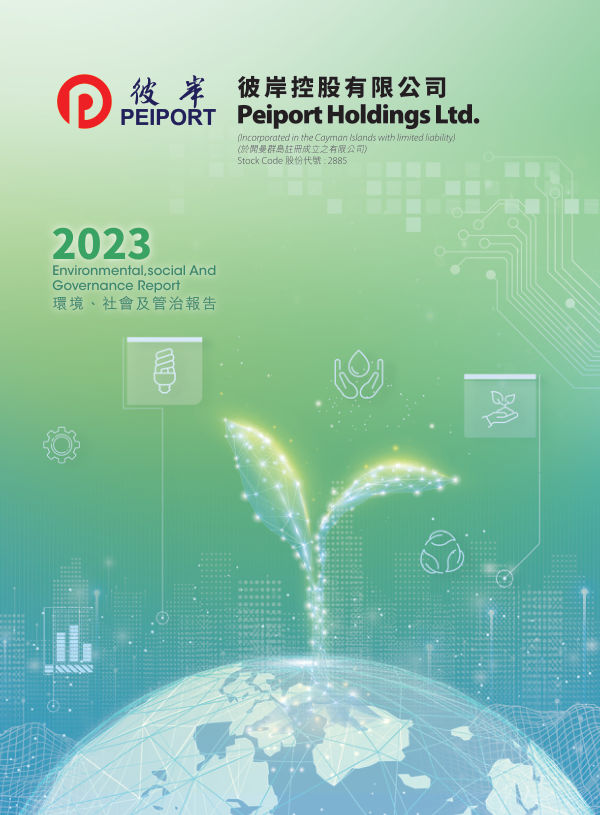 彼岸
PEIPORT
彼岸控股有限公司
Peiport Holdings Ltd.
(Incorporated in the Cayman Islands with limited liability)
(於開曼群島註冊成立之有限公司)
Stock Code 股份代號 : 2885
2023
Environmental,social And
Governance Report
環境、社會及管治報告